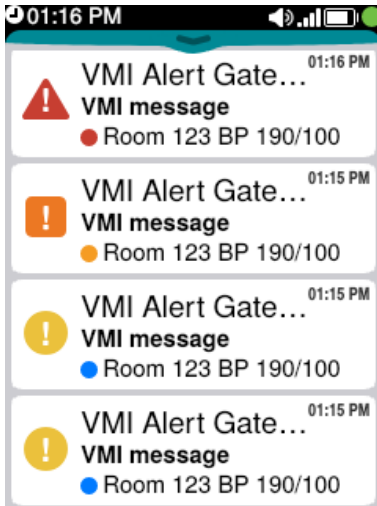 01:16 PM
VMI Alert Gate... 01:16 PM
VMI message
Room 123 BP 190/100
VMI Alert Gate... 01:15 PM
VMI message
Room 123 BP 190/100
VMI Alert Gate... 01:15 PM
VMI message
Room 123 BP 190/100
VMI Alert Gate... 01:15 PM
VMI message
Room 123 BP 190/100